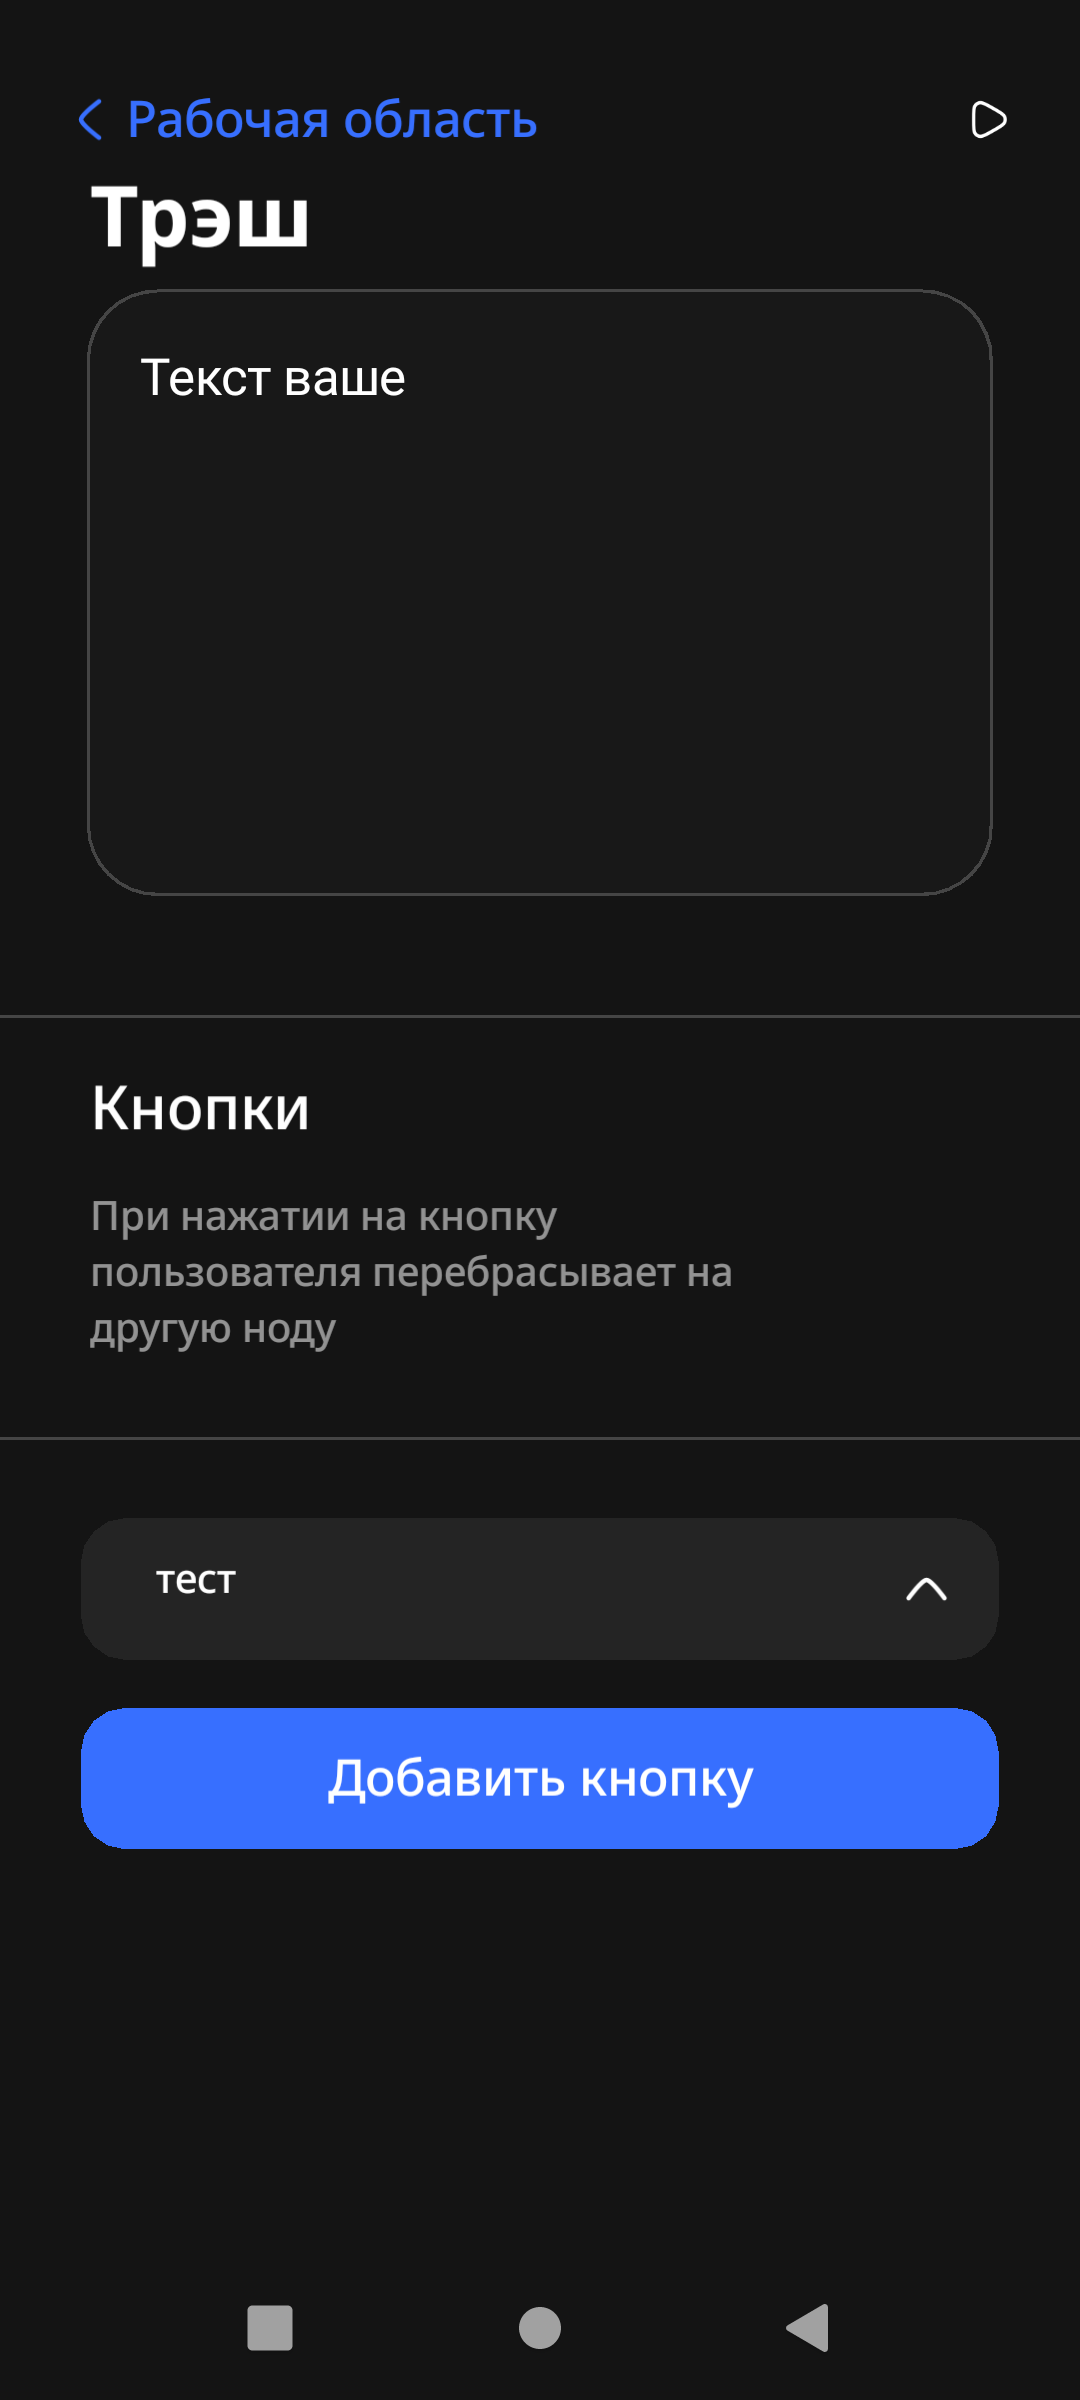 Рабочая область
Трэш
Текст ваше
Кнопки
При нажатии на кнопку
пользователя перебрасывает на
другую ноду
тест
Добавить кнопку